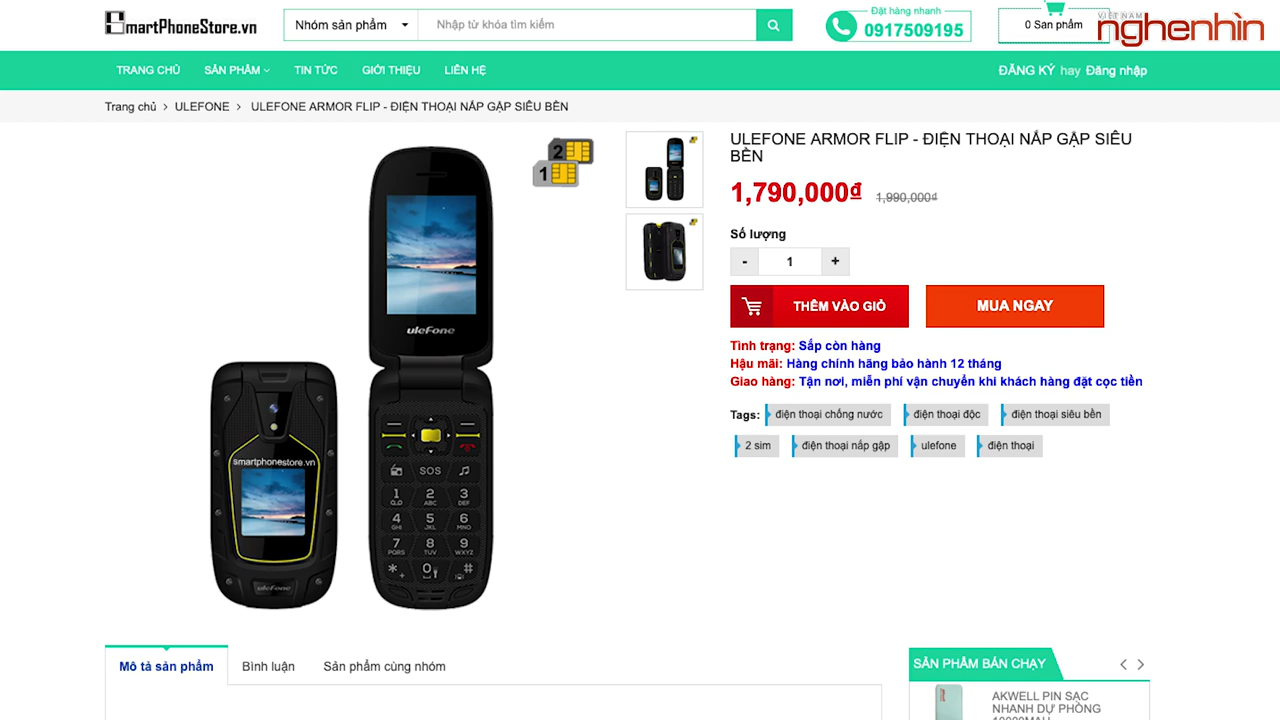 SmartPhoneStore.vn
Nhóm sản phẩm
Nhập từ khóa tìm kiếm
Đặt hàng nhanh
0917509195
0 Sản phẩm
VIỆT NAM
nghenhìn
TRANG CHỦ
SẢN PHẨM
TIN TỨC
GIỚI THIỆU
LIÊN HỆ
ĐĂNG KÝ hay Đăng nhập
Trang chủ > ULEFONE > ULEFONE ARMOR FLIP - ĐIỆN THOẠI NẮP GẬP SIÊU BỀN
2
1
uleFone
smartphonestore.vn
uleFone
SOS
1 2 ABC 3 DEF
4 GHI 5 JKL 6 MNO
7 PQRS 8 TUV 9 WXYZ
* + 0 #
ULEFONE ARMOR FLIP - ĐIỆN THOẠI NẮP GẬP SIÊU
BỀN
1,790,000₫ 1,990,000₫
Số lượng
- 1 +
THÊM VÀO GIỎ
MUA NGAY
Tình trạng: Sắp còn hàng
Hậu mãi: Hàng chính hãng bảo hành 12 tháng
Giao hàng: Tận nơi, miễn phí vận chuyển khi khách hàng đặt cọc tiền
Tags: điện thoại chống nước điện thoại độc điện thoại siêu bền
2 sim điện thoại nắp gập ulefone điện thoại
Mô tả sản phẩm
Bình luận
Sản phẩm cùng nhóm
SẢN PHẨM BÁN CHẠY
AKWELL PIN SẠC
NHANH DỰ PHÒNG
10000MAH